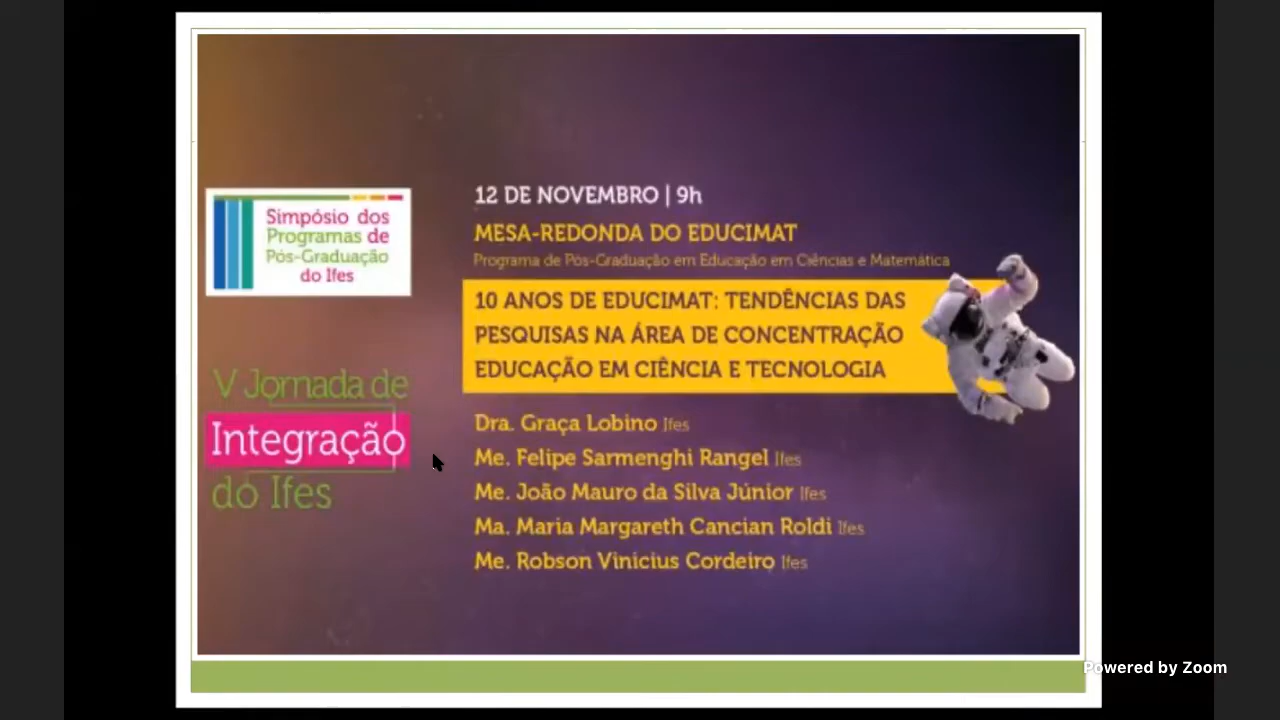 Simpósio dos
Programas de
Pós-Graduação
do Ifes
V Jornada de
Integração
do Ifes
12 DE NOVEMBRO | 9h
MESA-REDONDA DO EDUCIMAT
Programa de Pós-Graduação em Educação em Ciências e Matemática
10 ANOS DE EDUCIMAT: TENDÊNCIAS DAS
PESQUISAS NA ÁREA DE CONCENTRAÇÃO
EDUCAÇÃO EM CIÊNCIA E TECNOLOGIA
Dra. Graça Lobino Ifes
Me. Felipe Sarmenghi Rangel Ifes
Me. João Mauro da Silva Júnior Ifes
Ma. Maria Margareth Cancian Roldi Ifes
Me. Robson Vinícius Cordeiro Ifes
Powered by Zoom